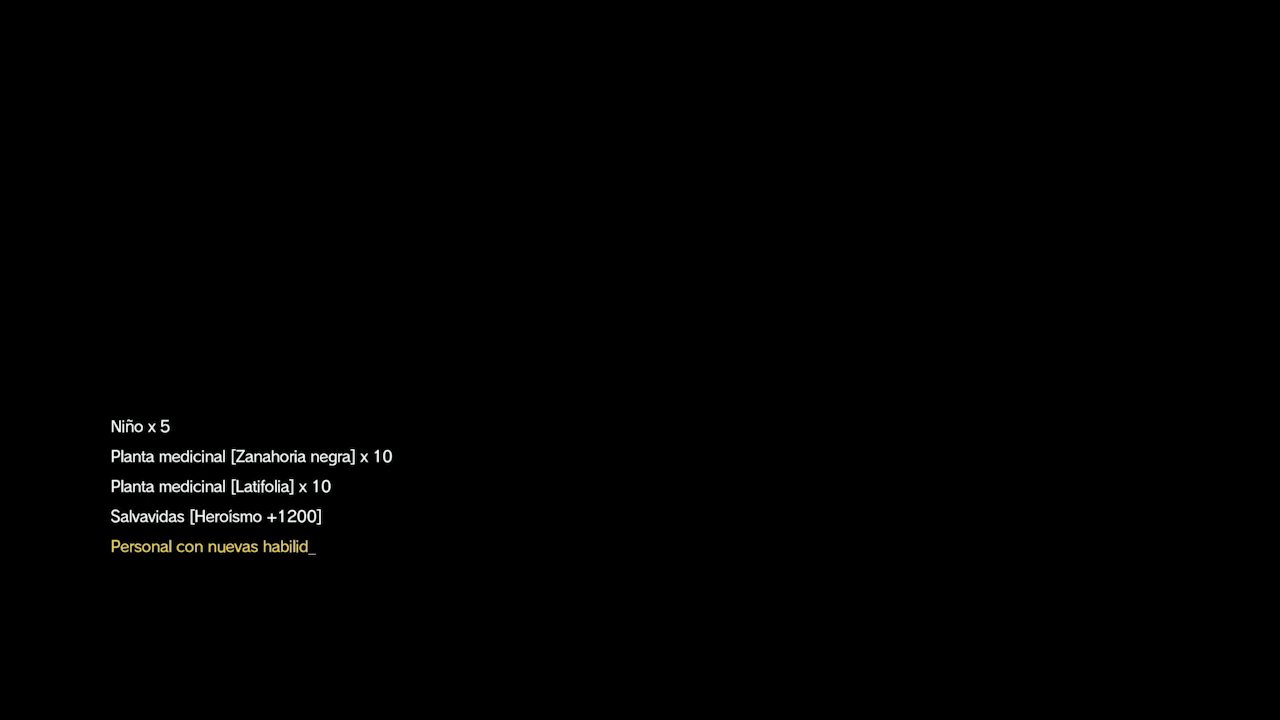 Niño x 5
Planta medicinal [Zanahoria negra] x 10
Planta medicinal [Latifolia] x 10
Salvavidas [Heroísmo +1200]
Personal con nuevas habilid_